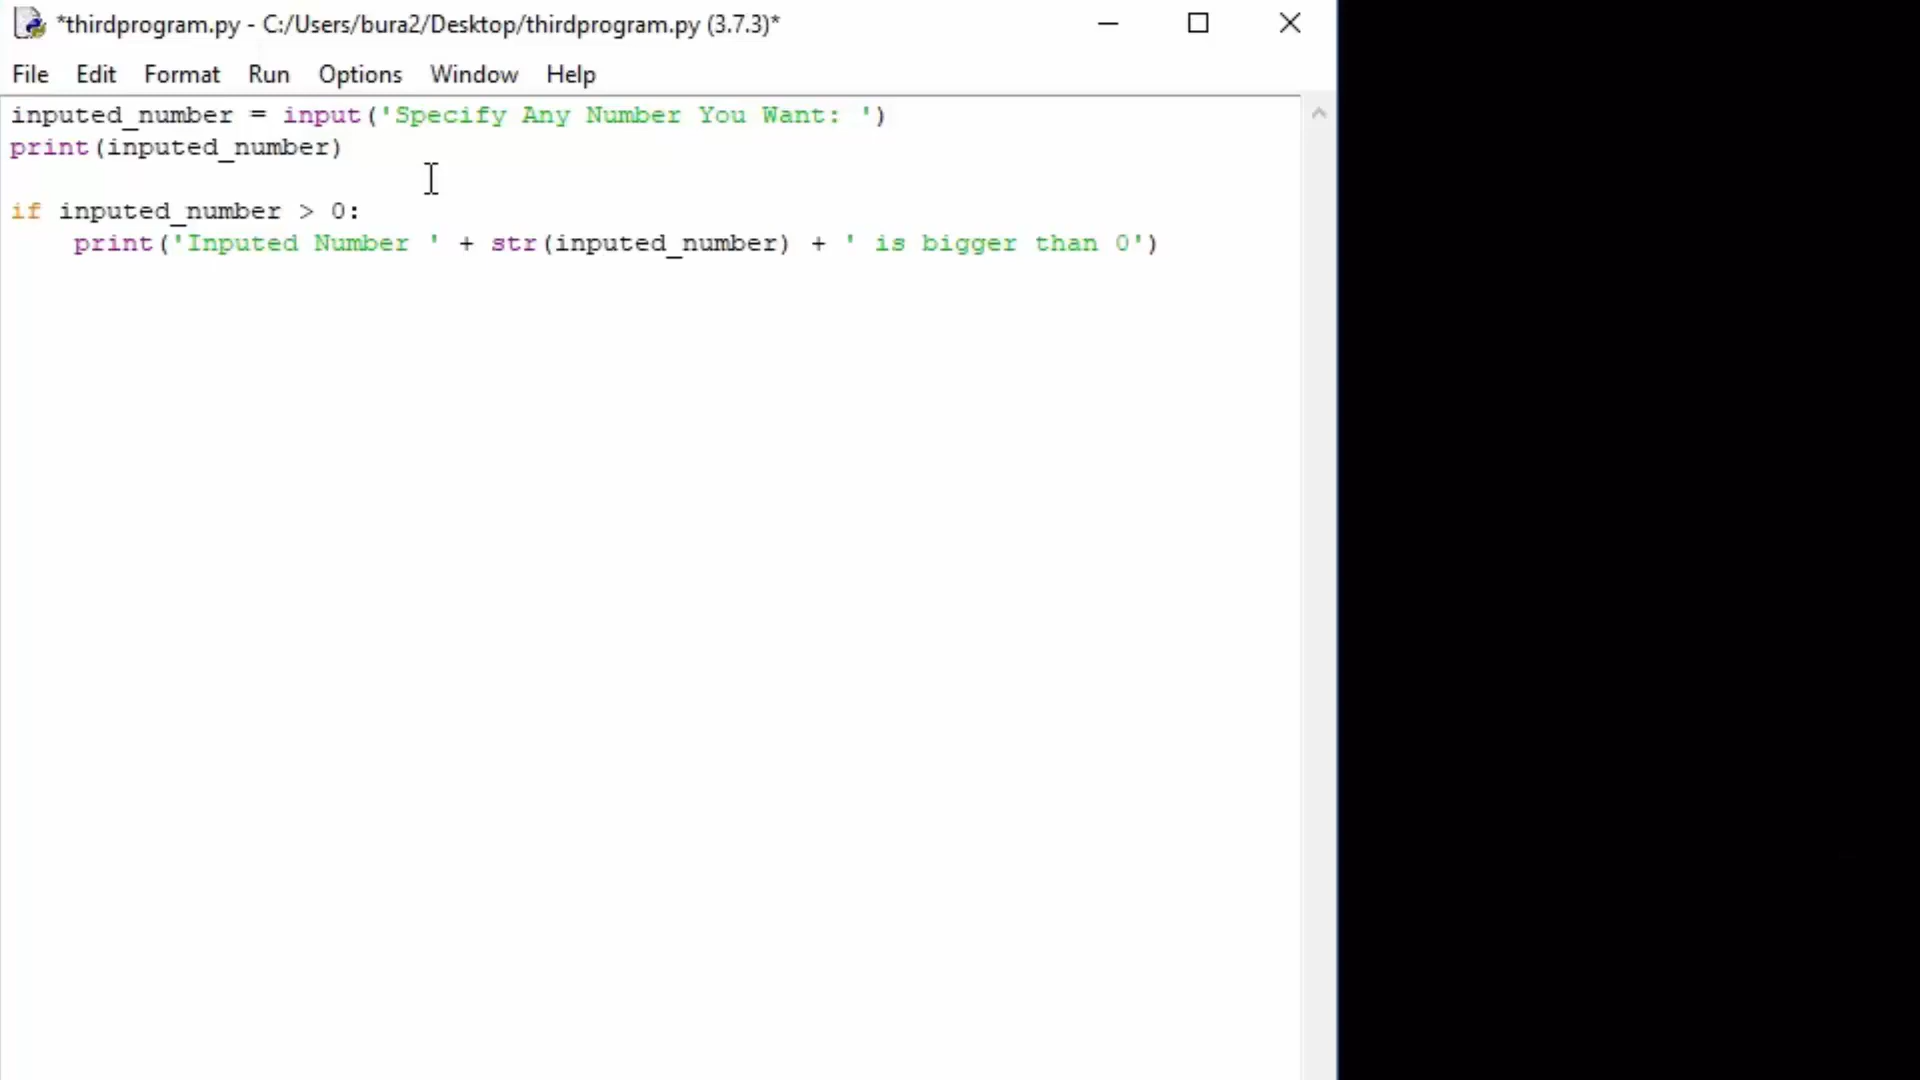 *thirdprogram.py - C:/Users/bura2/Desktop/thirdprogram.py (3.7.3)*
File Edit Format Run Options Window Help
inputed_number = input('Specify Any Number You Want: ')
print(inputed_number)
if inputed_number > 0:
    print('Inputed Number ' + str(inputed_number) + ' is bigger than 0')